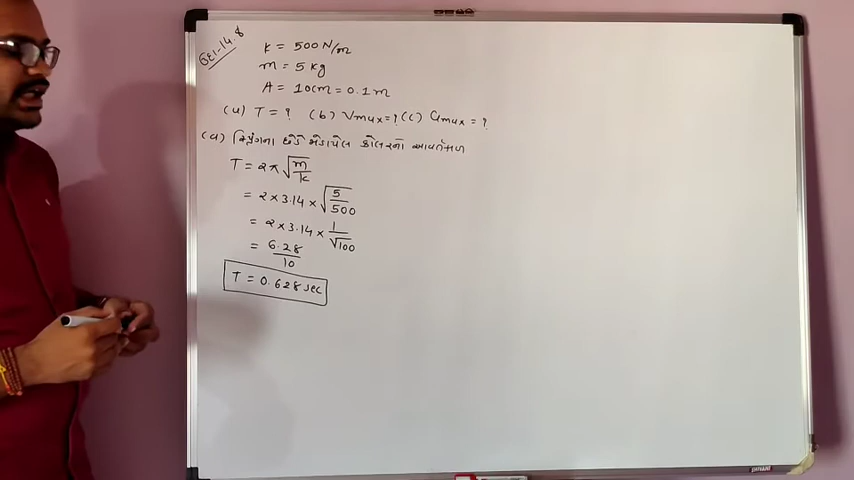 ઉદા-14.8
K = 500 N/m
m = 5 kg
A = 10cm = 0.1 m
(a) T = ? (b) Vmax = ? (c) amax = ?
(a) સ્પ્રિંગના છેડે જોડાયેલ કોલરનો આવર્તકાળ
T = 2π √(m/k)
= 2 × 3.14 × √(5/500)
= 2 × 3.14 × 1/√100
= 6.28/10
T = 0.628 sec